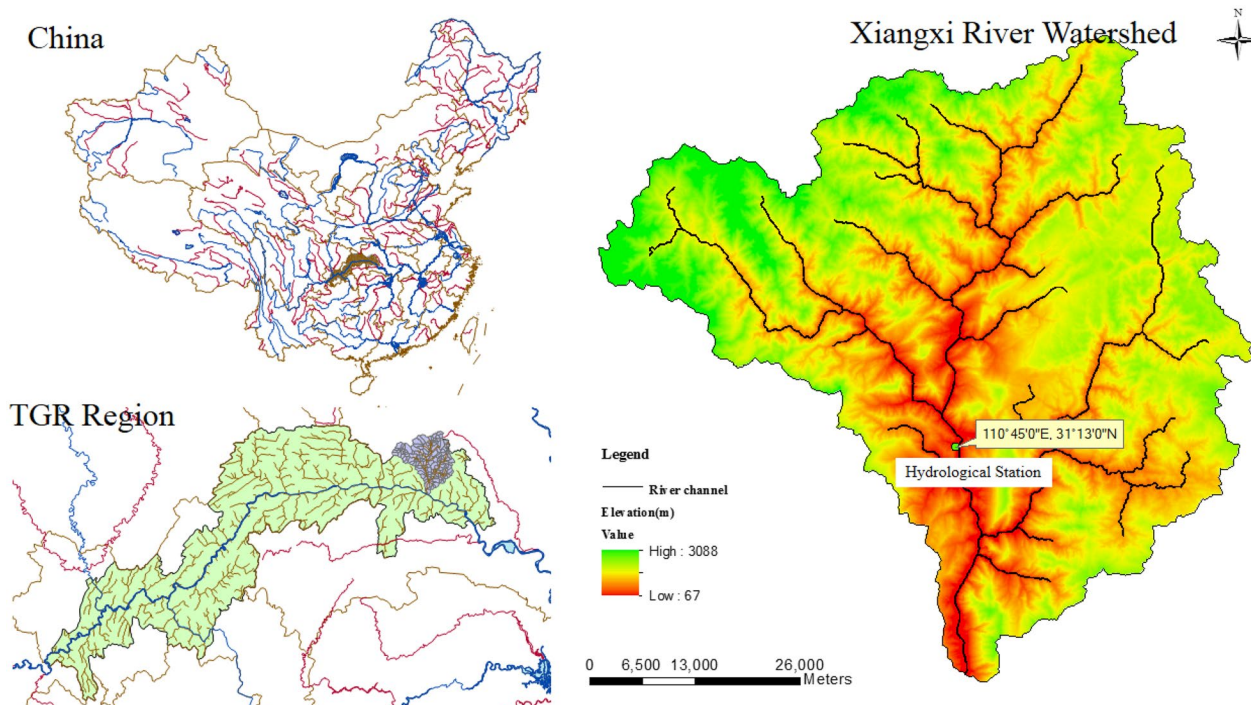 China
Xiangxi River Watershed
N
TGR Region
110°45'0"E, 31°13'0"N
Hydrological Station
Legend
River channel
Elevation(m)
Value
High : 3088
Low : 67
0 6,500 13,000 26,000
Meters